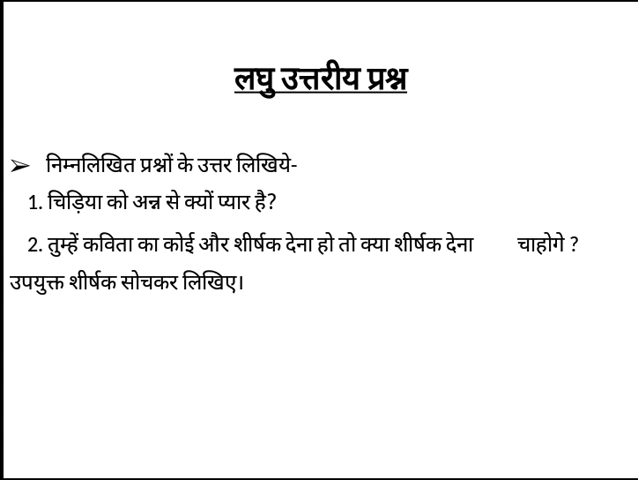 लघु उत्तरीय प्रश्न
➢ निम्नलिखित प्रश्नों के उत्तर लिखिये-
1. चिड़िया को अन्न से क्यों प्यार है?
2. तुम्हें कविता का कोई और शीर्षक देना हो तो क्या शीर्षक देना चाहोगे ?
उपयुक्त शीर्षक सोचकर लिखिए।